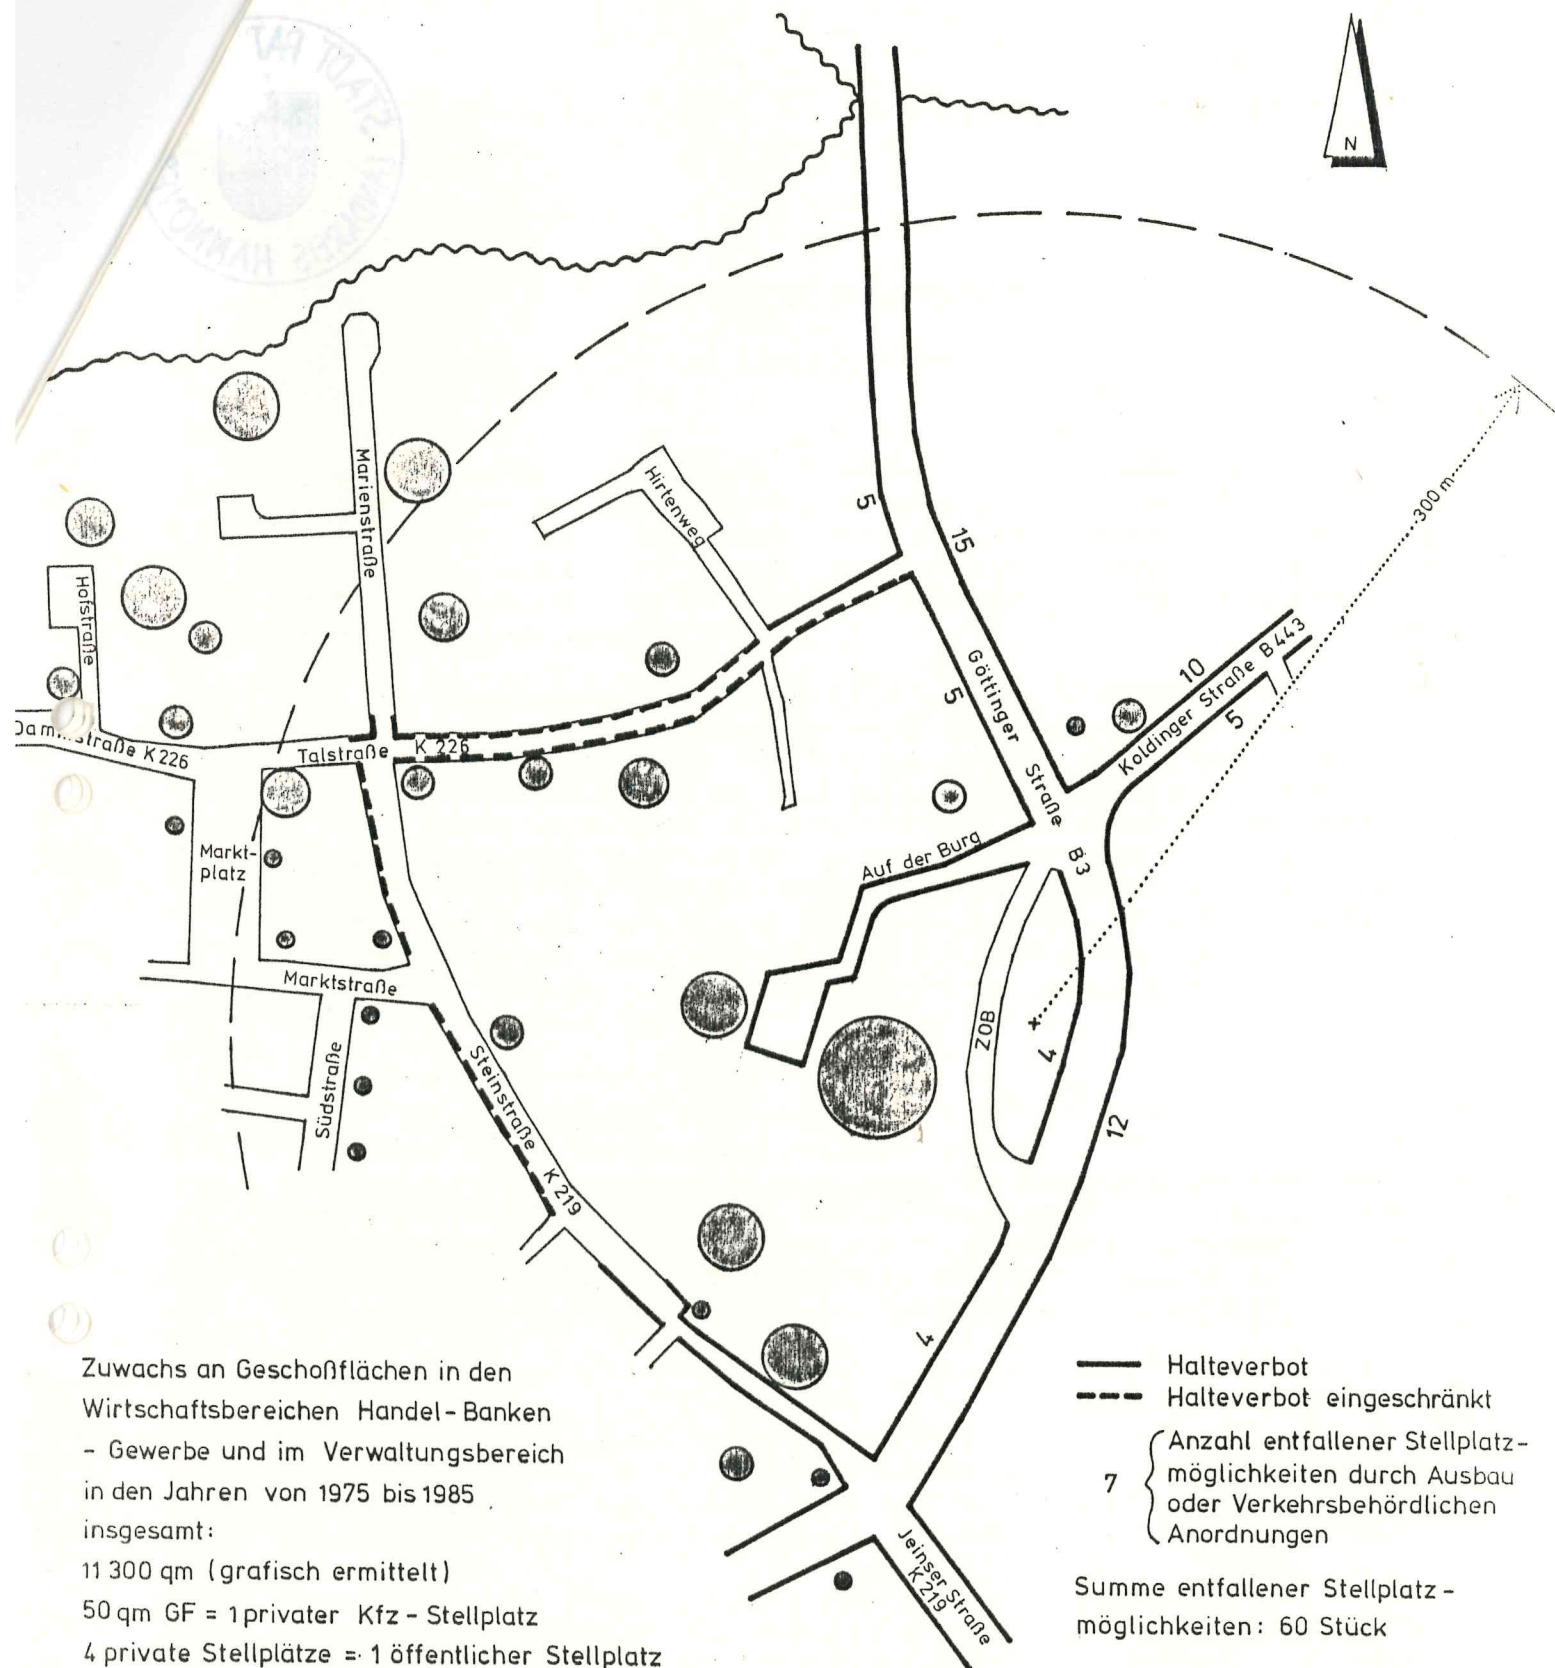 N
300 m
Marienstraße
Hirtenweg
Hofstraße
5
15
Göttinger Straße B3
5
10
Koldinger Straße B 443
5
straße K 226
Talstraße K 226
Markt-
platz
Auf der Burg
Marktstraße
Südstraße
Steinstraße K 219
ZOB
4
12
4
Jeinser Straße
K 219
Zuwachs an Geschoßflächen in den
Wirtschaftsbereichen Handel-Banken
- Gewerbe und im Verwaltungsbereich
in den Jahren von 1975 bis 1985
insgesamt:
11 300 qm (grafisch ermittelt)
50 qm GF = 1 privater Kfz - Stellplatz
4 private Stellplätze = 1 öffentlicher Stellplatz
Halteverbot
Halteverbot eingeschränkt
7
Anzahl entfallener Stellplatz-
möglichkeiten durch Ausbau
oder Verkehrsbehördlichen
Anordnungen
Summe entfallener Stellplatz-
möglichkeiten: 60 Stück